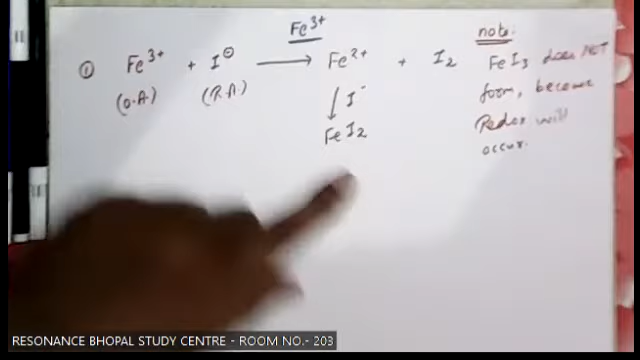 Fe³⁺
① Fe³⁺ + I⊖ ⟶ Fe²⁺ + I₂
(O.A) (R.A)
↓ I⁻
FeI₂
note:
FeI₃ does NOT
form, because
Redox will
occur.
RESONANCE BHOPAL STUDY CENTRE - ROOM NO.- 203